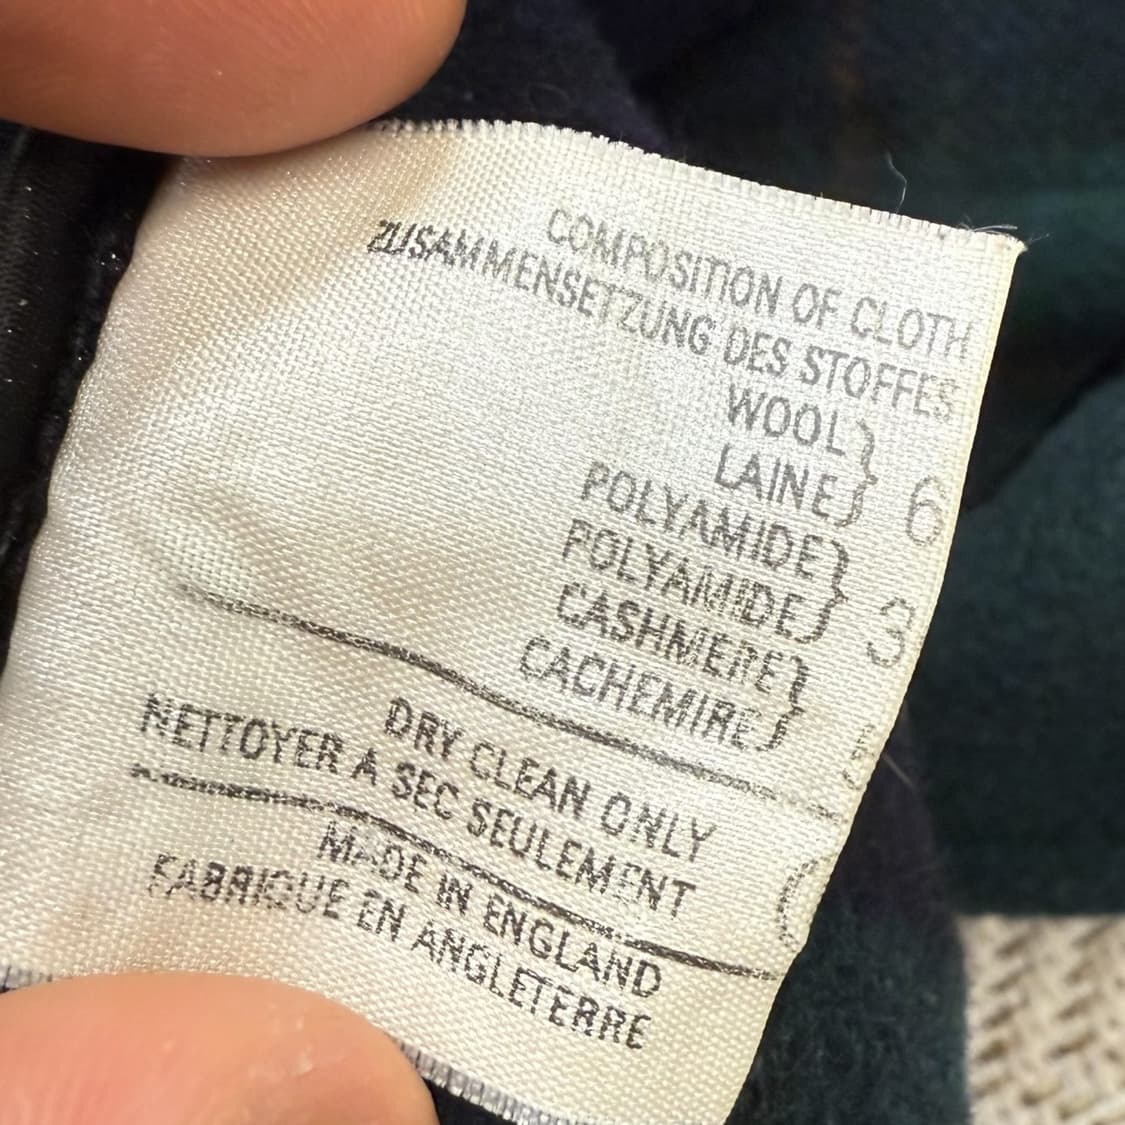 COMPOSITION OF CLOTH
ZUSAMMENSETZUNG DES STOFFES
WOOL
LAINE } 6
POLYAMIDE
POLYAMIDE } 3
CASHMERE
CACHEMIRE }
DRY CLEAN ONLY
NETTOYER A SEC SEULEMENT
MADE IN ENGLAND
FABRIQUE EN ANGLETERRE